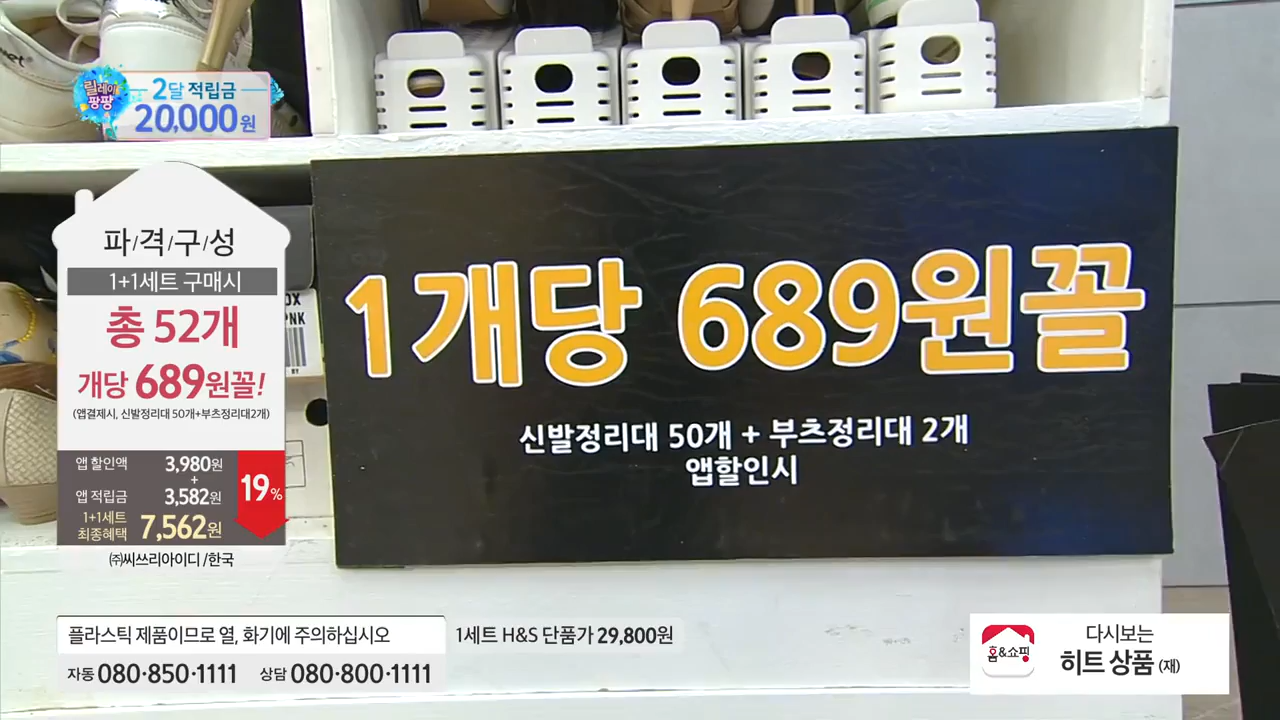 릴레이
팡팡
2달 적립금
20,000원
파/격/구/성
1+1세트 구매시
총 52개
개당 689원꼴!
(앱결제시, 신발정리대 50개+부츠정리대2개)
앱 할인액 3,980원
+
앱 적립금 3,582원
19%
1+1세트
최종혜택 7,562원
㈜씨쓰리아이디/한국
1개당 689원꼴
신발정리대 50개 + 부츠정리대 2개
앱할인시
플라스틱 제품이므로 열, 화기에 주의하십시오
1세트 H&S 단품가 29,800원
자동 080·850·1111 상담 080·800·1111
홈&쇼핑
다시보는
히트 상품 (재)